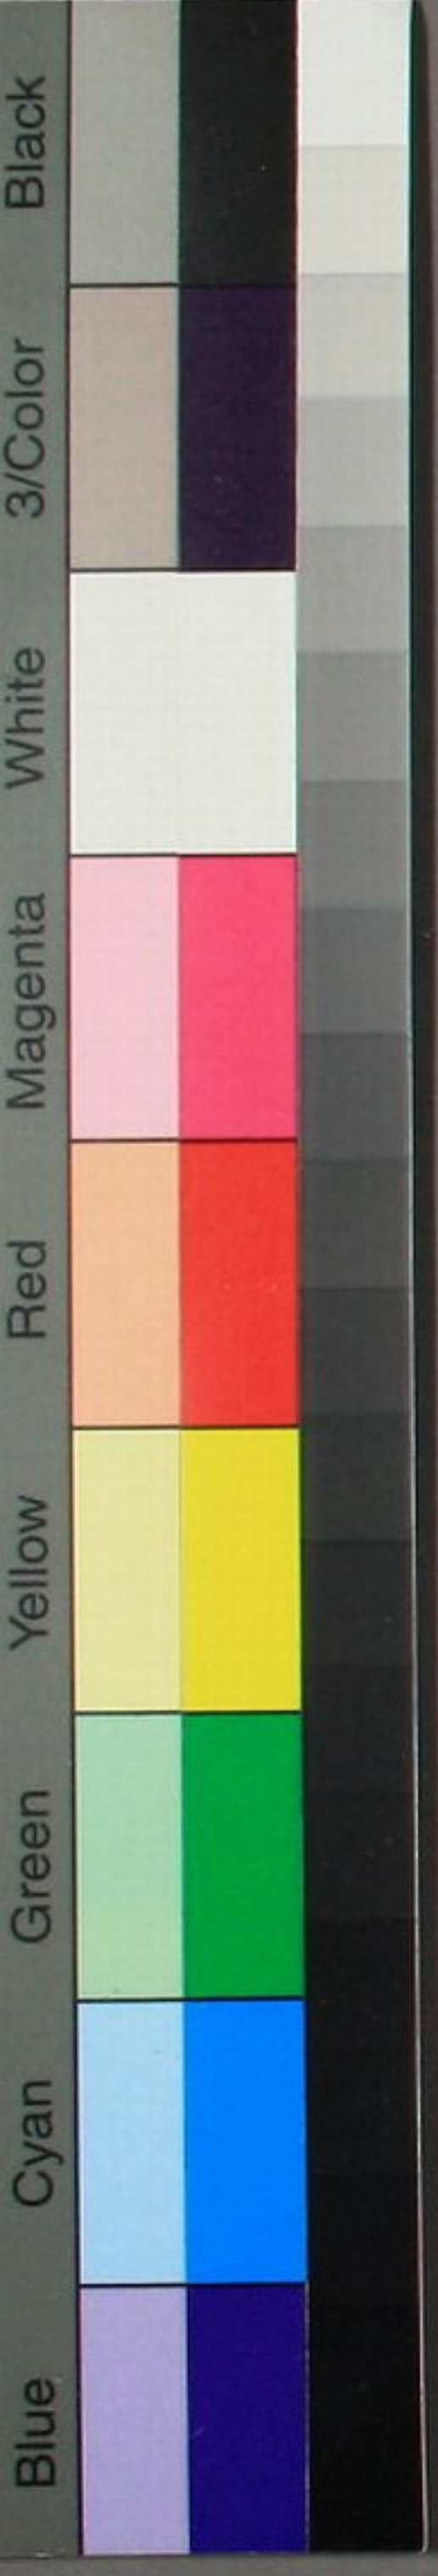 Blue
Cyan
Green
Yellow
Red
Magenta
White
3/Color
Black